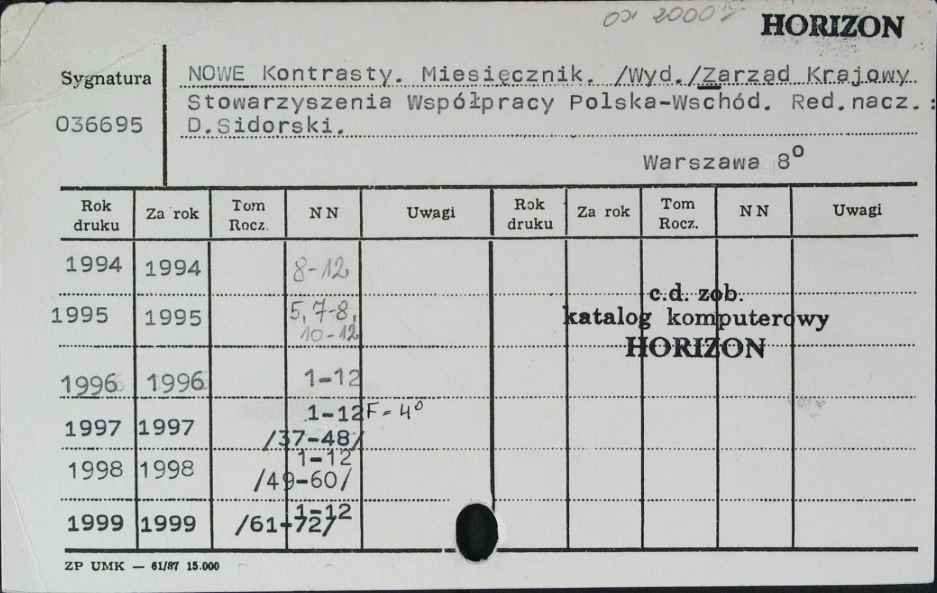 od 2000 r.
HORIZON
Sygnatura
036695
NOWE Kontrasty. Miesięcznik. /Wyd./Zarząd Krajowy
Stowarzyszenia Współpracy Polska-Wschód. Red.nacz.:
D.Sidorski.
Warszawa 8°
Rok druku Za rok Tom Rocz. NN Uwagi Rok druku Za rok Tom Rocz. NN Uwagi
1994 1994 8-12
1995 1995 5, 7-8,
10-12
1996 1996 1-12
1997 1997 1-12 F-4°
/37-48/
1998 1998 1-12
/49-60/
1999 1999 1-12
/61-72/
c.d. zob.
katalog komputerowy
HORIZON
ZP UMK — 61/87 15.000